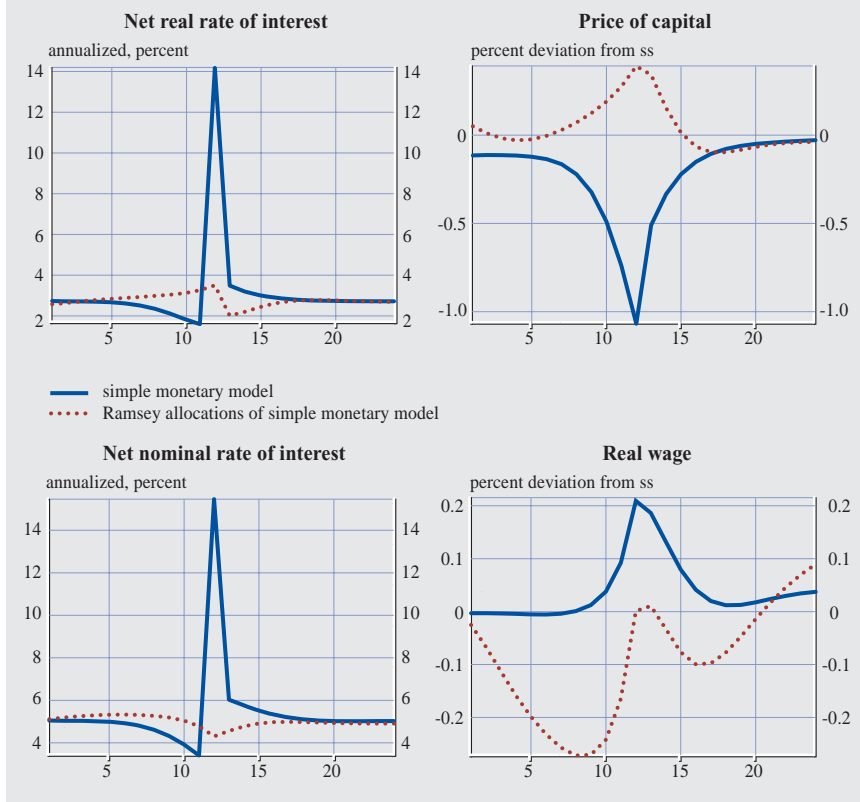 Net real rate of interest
annualized, percent
14 14
12 12
10 10
8 8
6 6
4 4
2 2
5 10 15 20
Price of capital
percent deviation from ss
0 0
-0.5 -0.5
-1.0 -1.0
5 10 15 20
simple monetary model
Ramsey allocations of simple monetary model
Net nominal rate of interest
annualized, percent
14 14
12 12
10 10
8 8
6 6
4 4
5 10 15 20
Real wage
percent deviation from ss
0.2 0.2
0.1 0.1
0 0
-0.1 -0.1
-0.2 -0.2
5 10 15 20